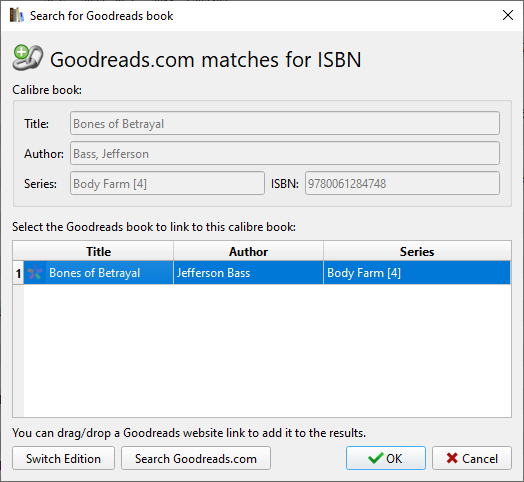 Search for Goodreads book
Goodreads.com matches for ISBN
Calibre book:
Title: Bones of Betrayal
Author: Bass, Jefferson
Series: Body Farm [4] ISBN: 9780061284748
Select the Goodreads book to link to this calibre book:
Title Author Series
1 Bones of Betrayal Jefferson Bass Body Farm [4]
You can drag/drop a Goodreads website link to add it to the results.
Switch Edition Search Goodreads.com OK Cancel